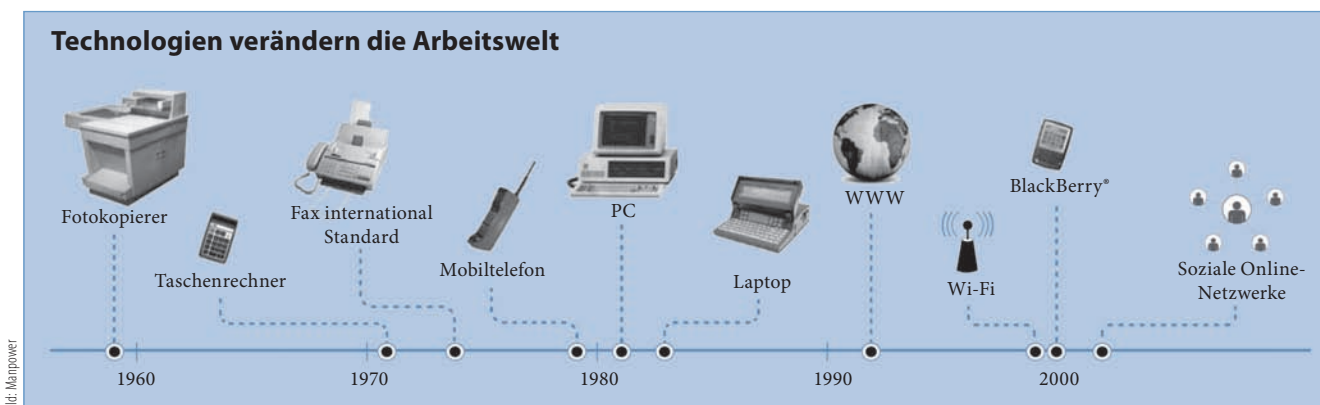 Technologien verändern die Arbeitswelt
Fotokopierer
Taschenrechner
Fax international
Standard
Mobiltelefon
PC
Laptop
WWW
Wi-Fi
BlackBerry®
Soziale Online-
Netzwerke
1960
1970
1980
1990
2000
ld: Manpower